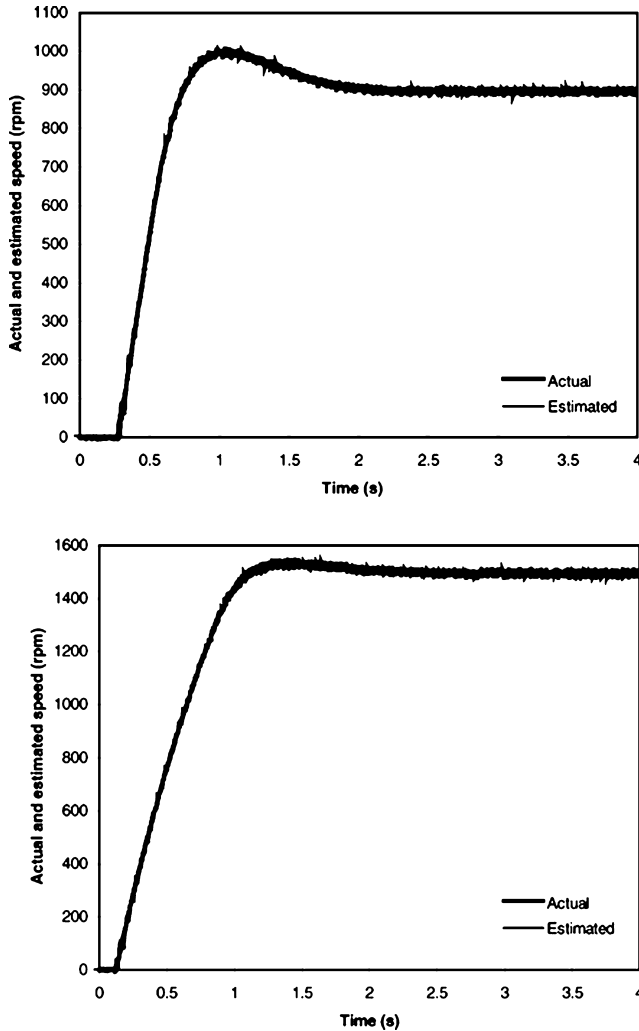 Actual and estimated speed (rpm)
1100
1000
900
800
700
600
500
400
300
200
100
0
Actual
Estimated
0 0.5 1 1.5 2 2.5 3 3.5 4
Time (s)
Actual and estimated speed (rpm)
1600
1400
1200
1000
800
600
400
200
0
Actual
Estimated
0 0.5 1 1.5 2 2.5 3 3.5 4
Time (s)